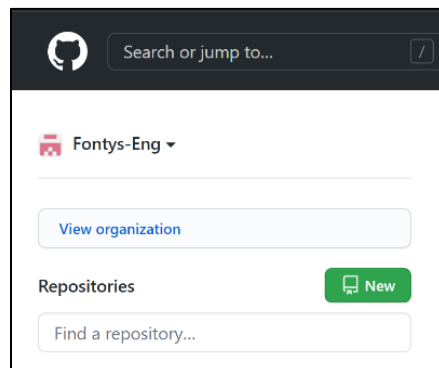 Search or jump to... /
Fontys-Eng
View organization
Repositories New
Find a repository...